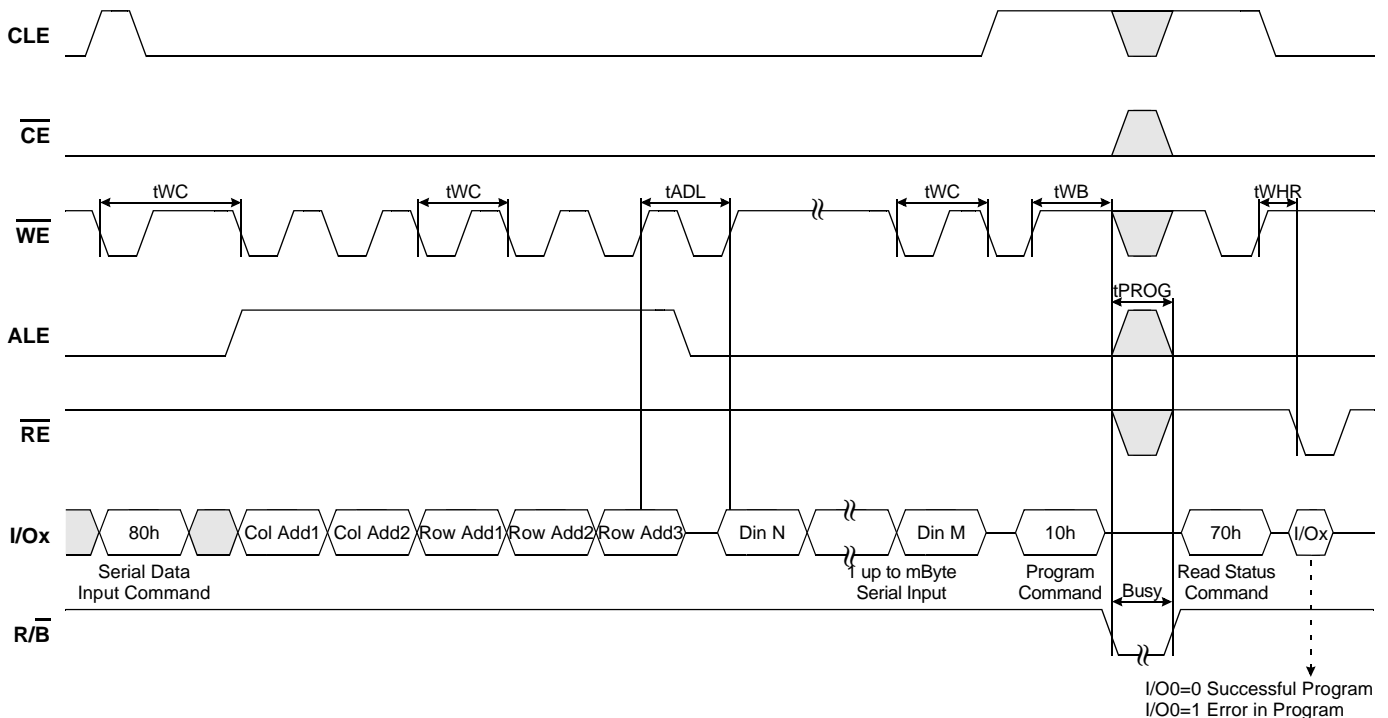 CLE
CE
tWC tWC tADL tWC tWB tWHR
WE
tPROG
ALE
RE
I/Ox 80h Col Add1 Col Add2 Row Add1 Row Add2 Row Add3 Din N Din M 10h 70h I/Ox
Serial Data Input Command
1 up to mByte Serial Input
Program Command
Busy
Read Status Command
R/B
I/O0=0 Successful Program
I/O0=1 Error in Program